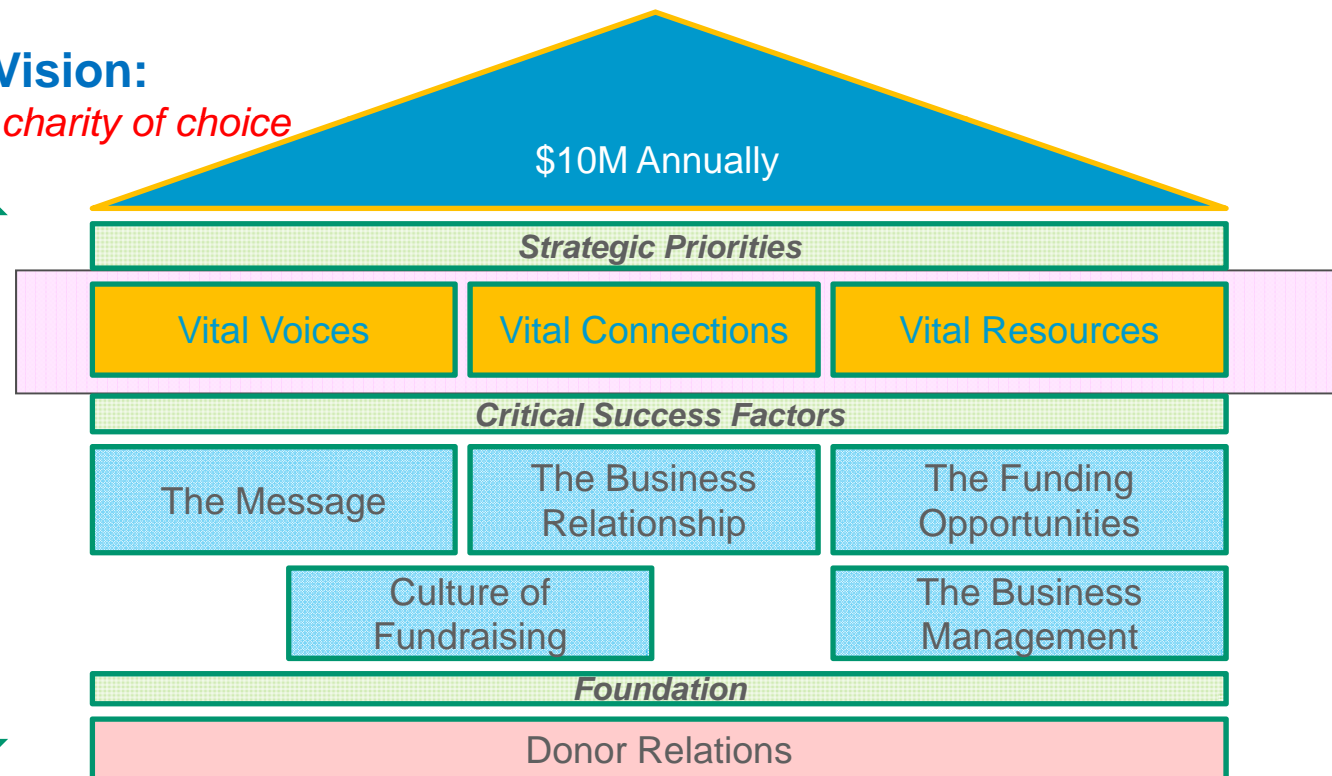 Vision:
charity of choice
$10M Annually
Strategic Priorities
Vital Voices
Vital Connections
Vital Resources
Critical Success Factors
The Message
The Business
Relationship
The Funding
Opportunities
Culture of
Fundraising
The Business
Management
Foundation
Donor Relations